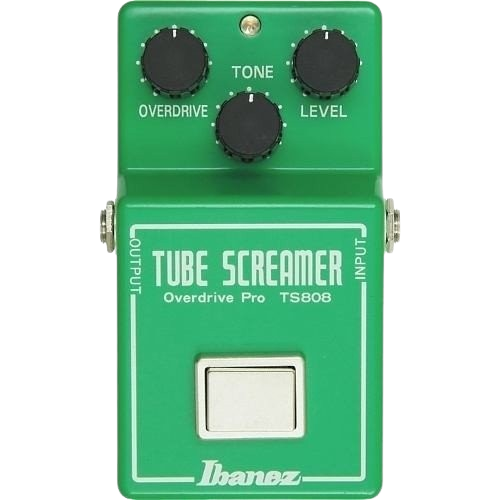 TONE
OVERDRIVE
LEVEL
OUTPUT
INPUT
TUBE SCREAMER
Overdrive Pro TS808
Ibanez